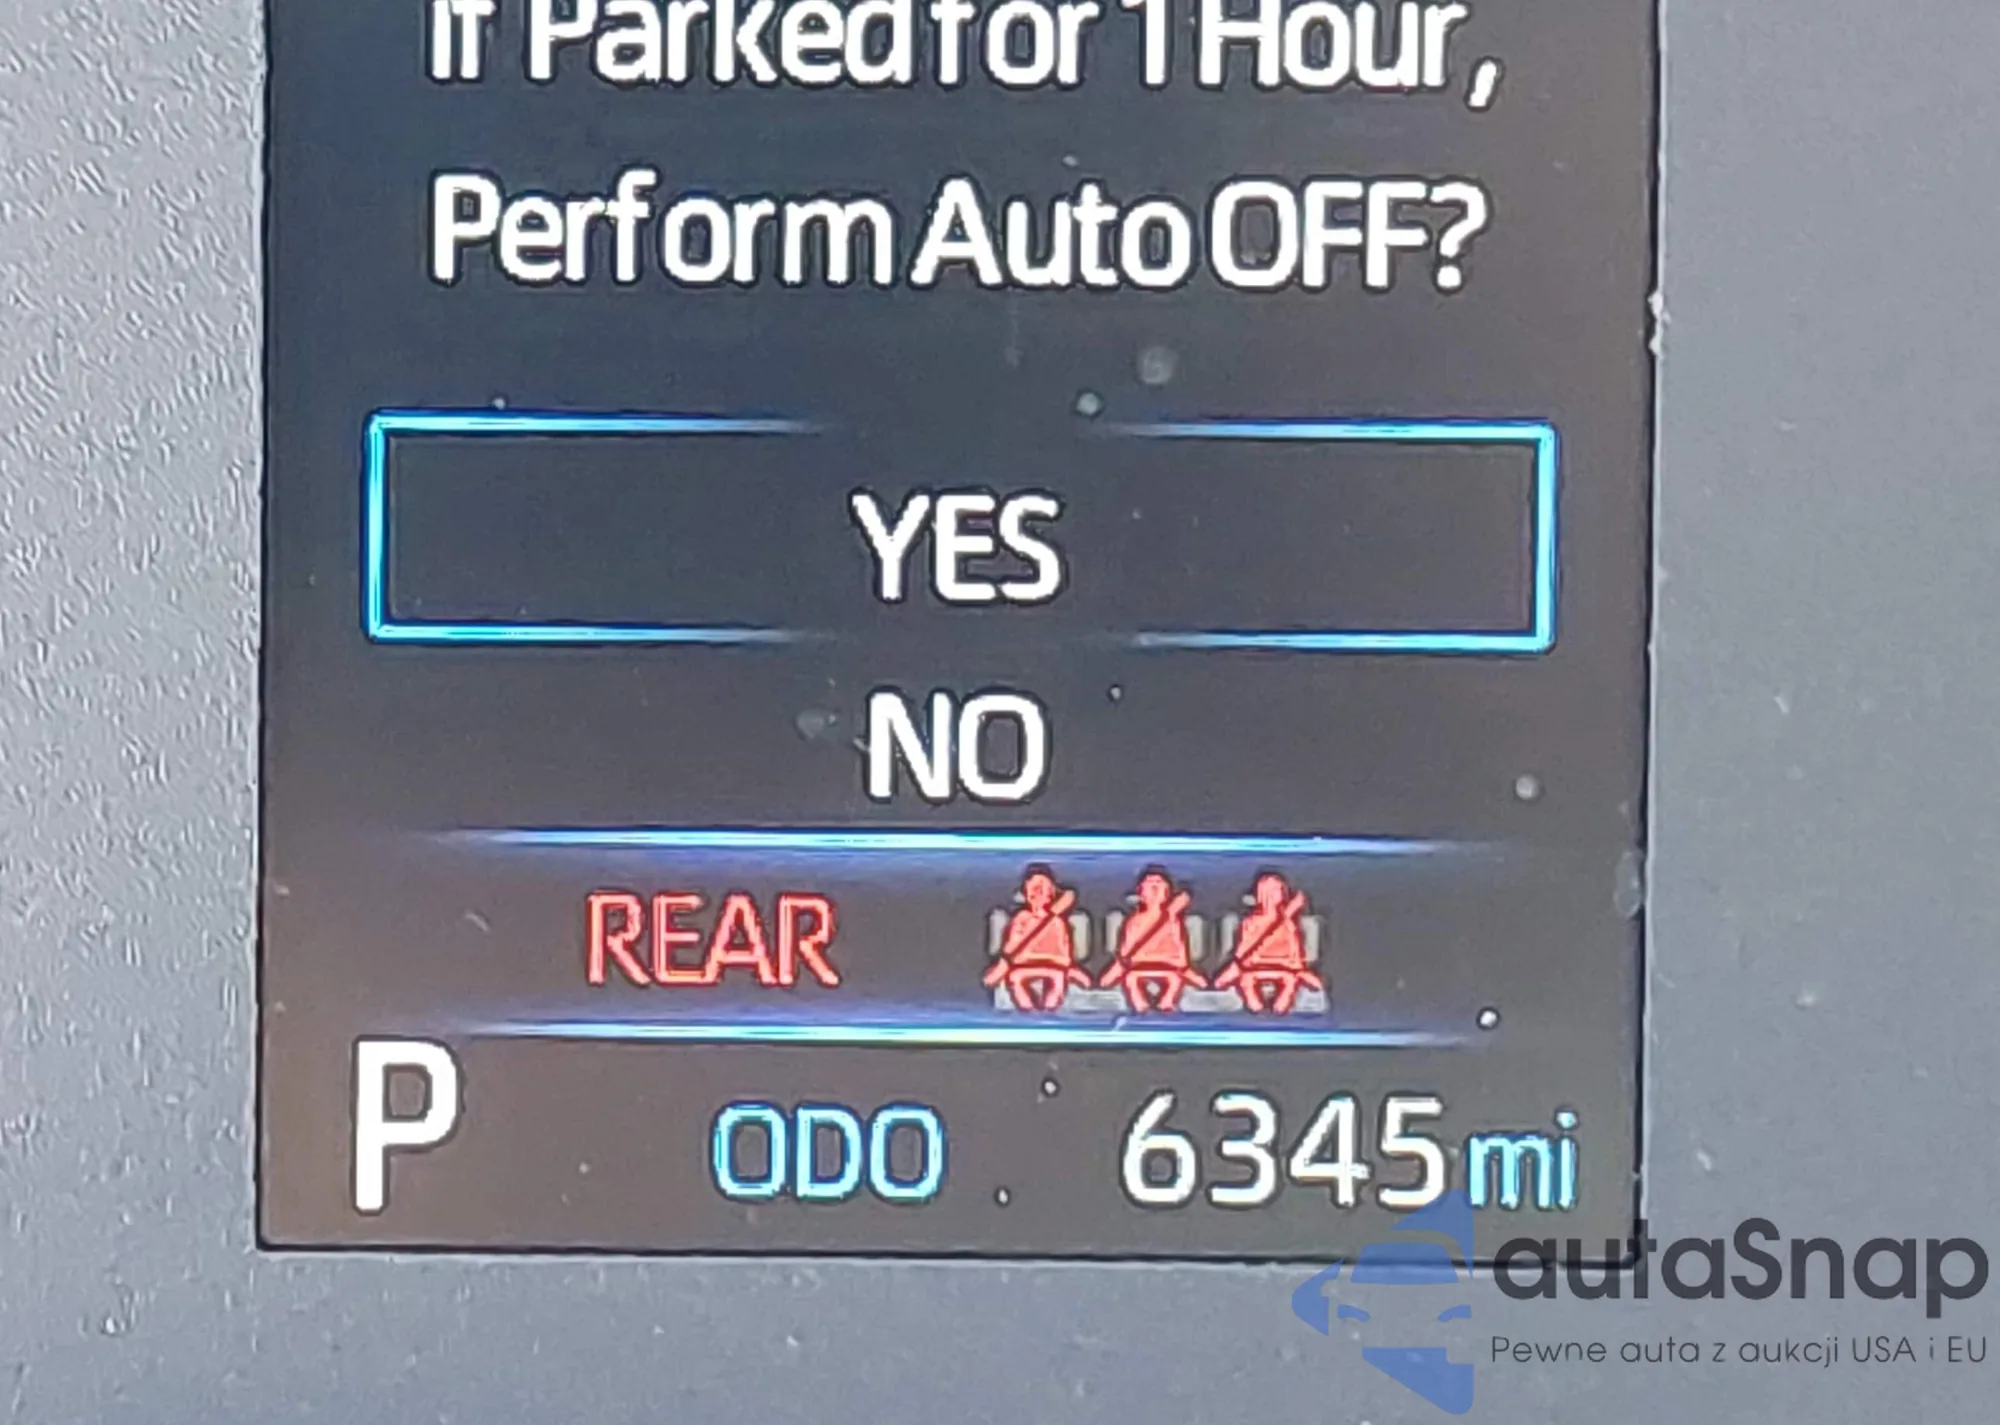 If Parked for 1 Hour,
Perform Auto OFF?
YES
NO
REAR
P ODO 6345 mi
autaSnap
Pewne auta z aukcji USA i EU